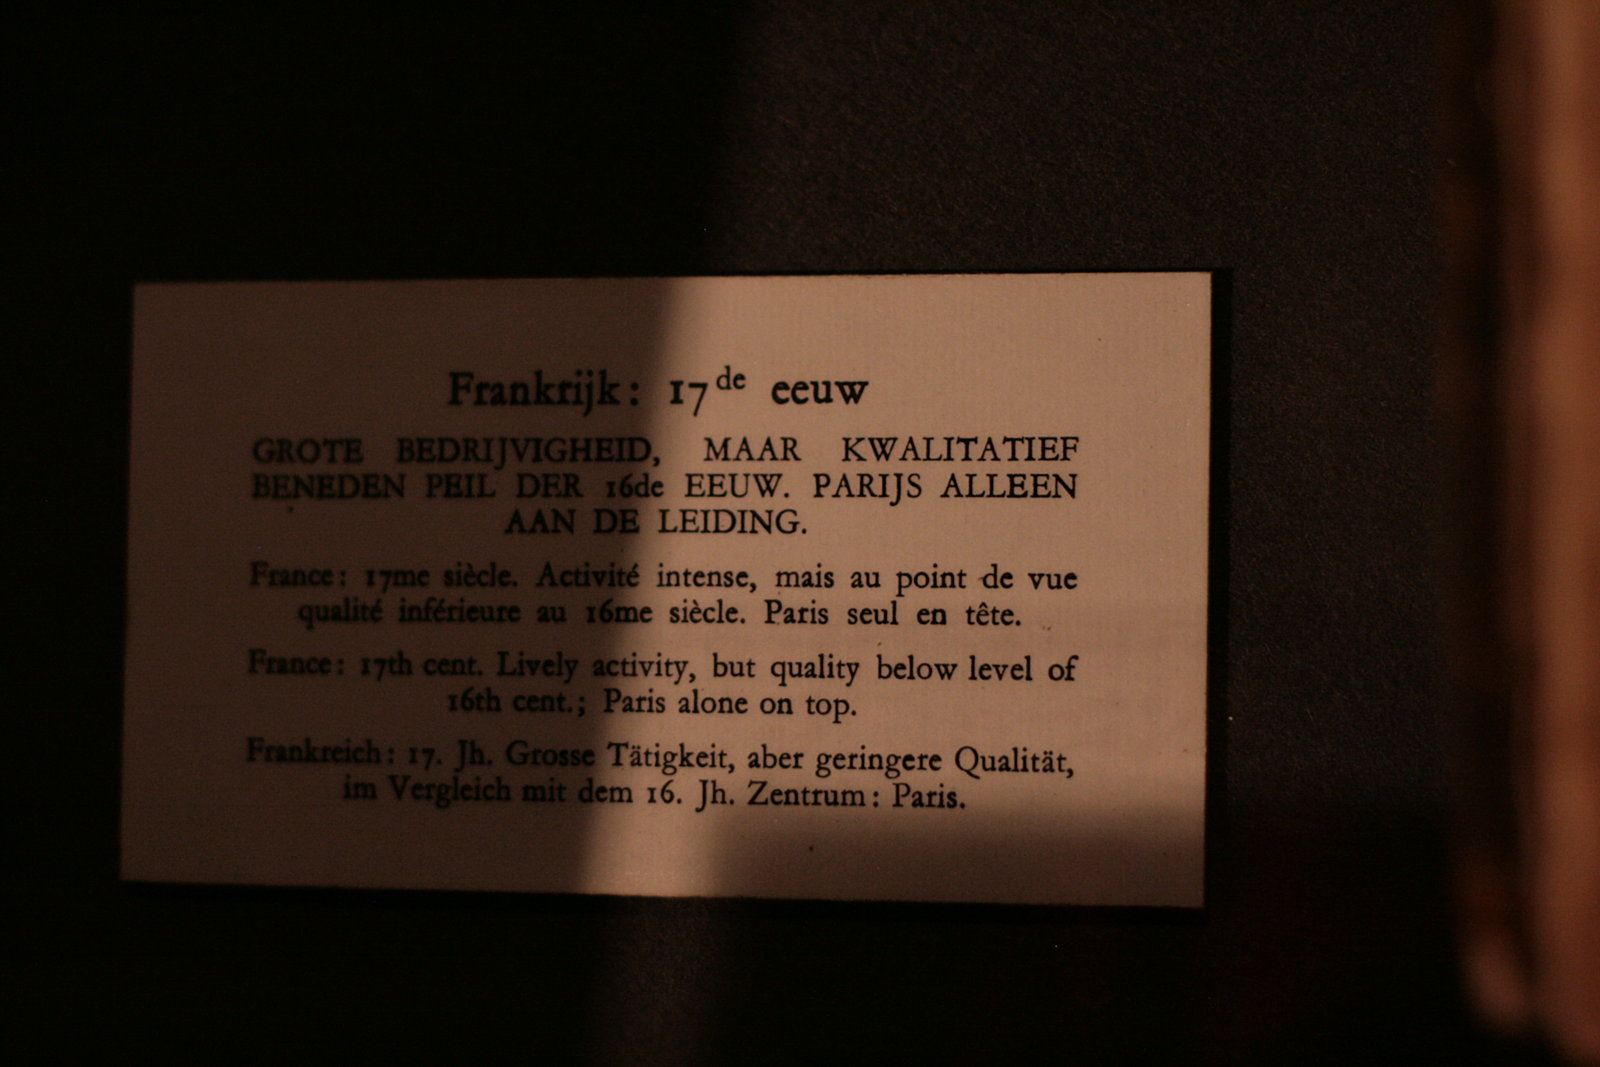 Frankrijk: 17de eeuw
GROTE BEDRIJVIGHEID, MAAR KWALITATIEF
BENEDEN PEIL DER 16de EEUW. PARIJS ALLEEN
AAN DE LEIDING.
France: 17me siècle. Activité intense, mais au point de vue
qualité inférieure au 16me siècle. Paris seul en tête.
France: 17th cent. Lively activity, but quality below level of
16th cent.; Paris alone on top.
Frankreich: 17. Jh. Grosse Tätigkeit, aber geringere Qualität,
im Vergleich mit dem 16. Jh. Zentrum: Paris.